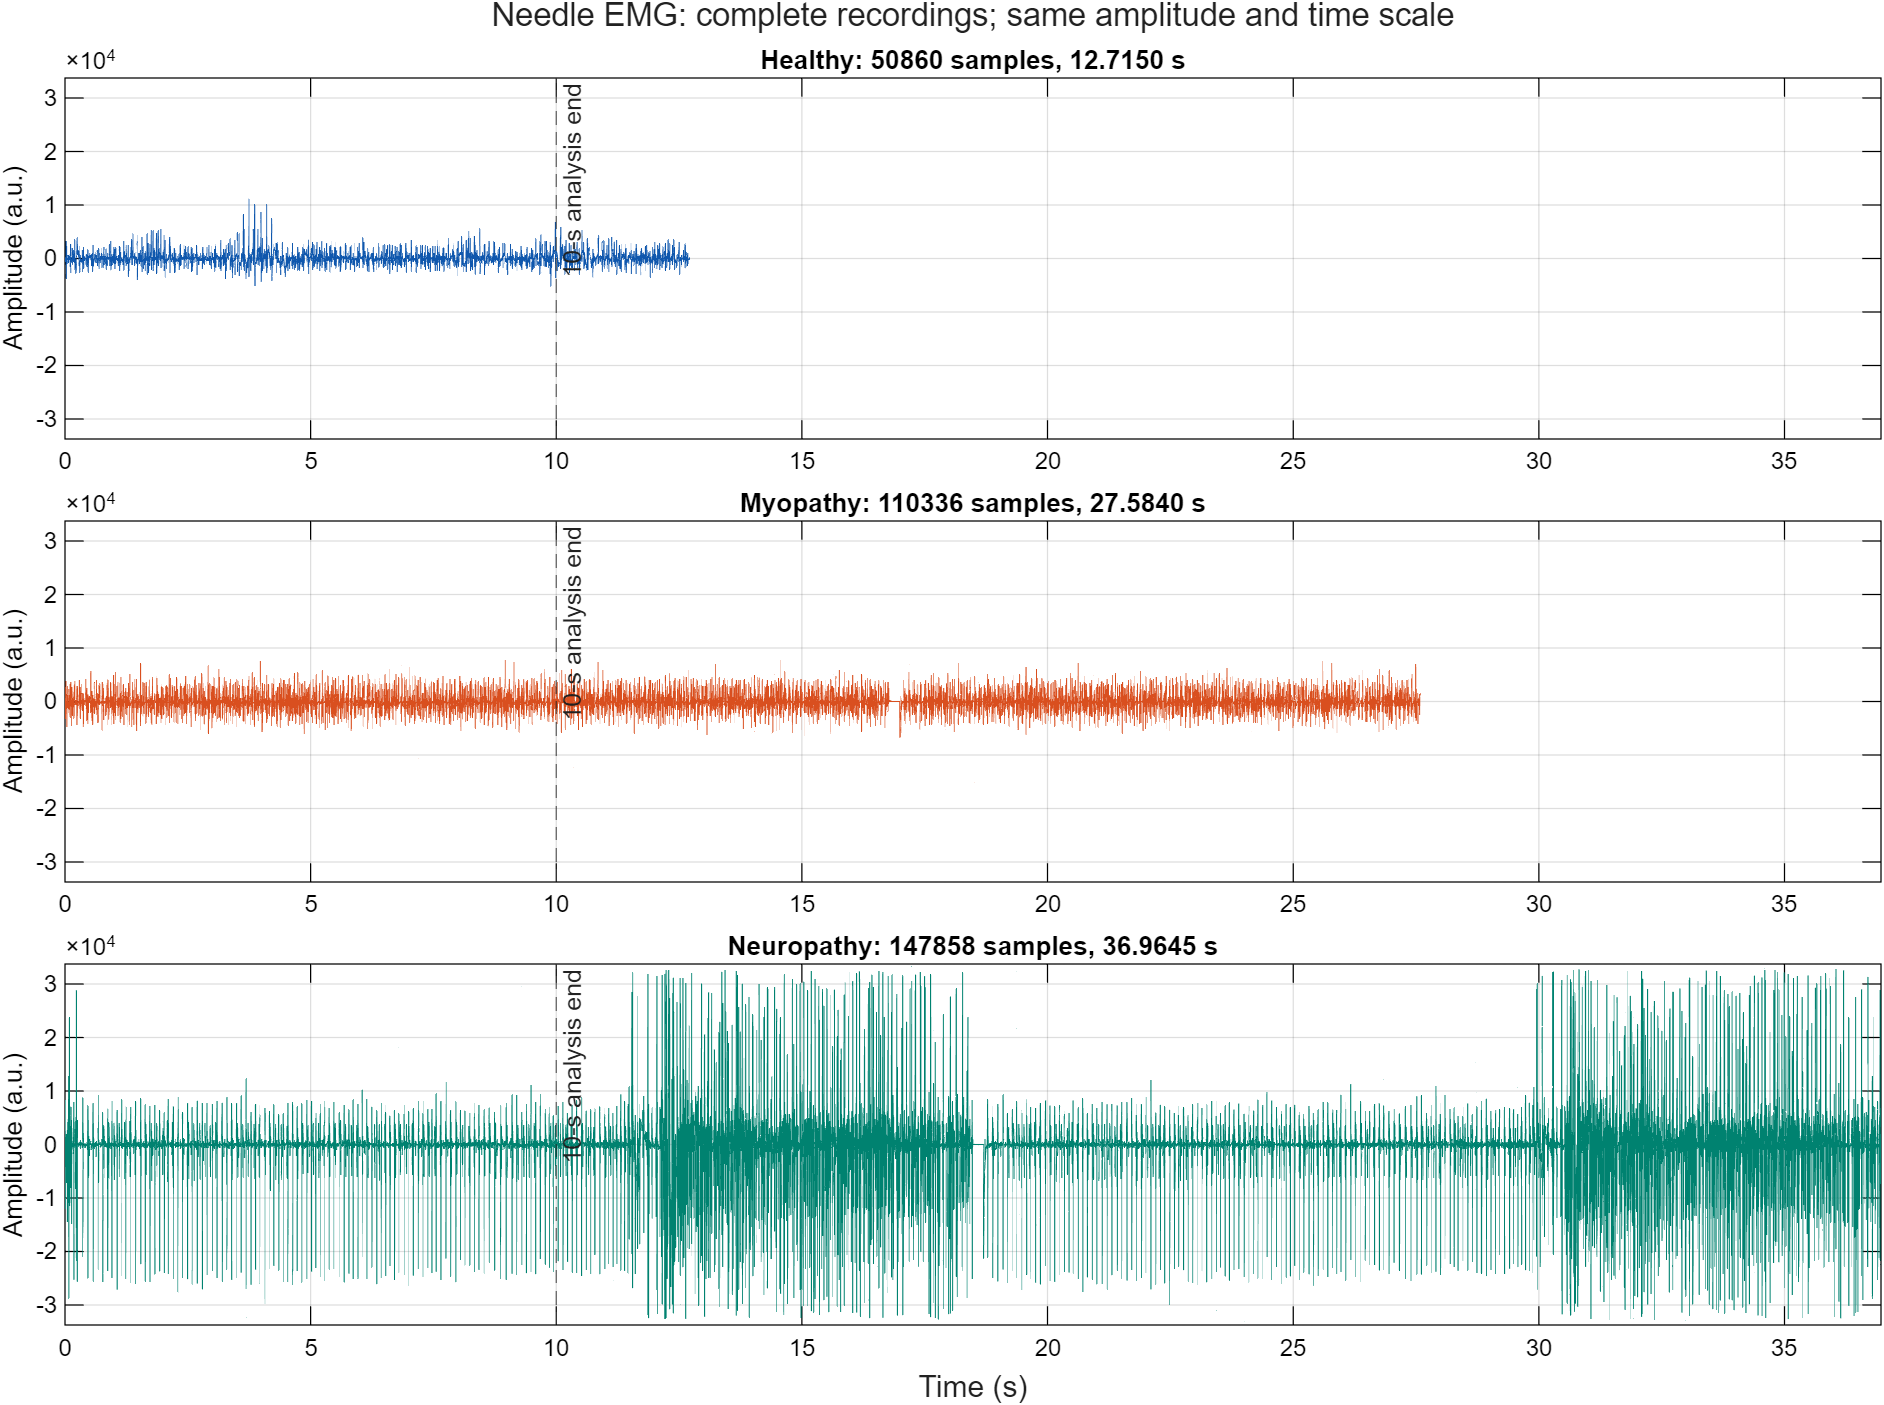 Needle EMG: complete recordings; same amplitude and time scale
Healthy: 50860 samples, 12.7150 s
×10⁴
3
2
1
0
-1
-2
-3
Amplitude (a.u.)
10-s analysis end
0 5 10 15 20 25 30 35
Myopathy: 110336 samples, 27.5840 s
×10⁴
3
2
1
0
-1
-2
-3
Amplitude (a.u.)
10-s analysis end
0 5 10 15 20 25 30 35
Neuropathy: 147858 samples, 36.9645 s
×10⁴
3
2
1
0
-1
-2
-3
Amplitude (a.u.)
10-s analysis end
0 5 10 15 20 25 30 35
Time (s)